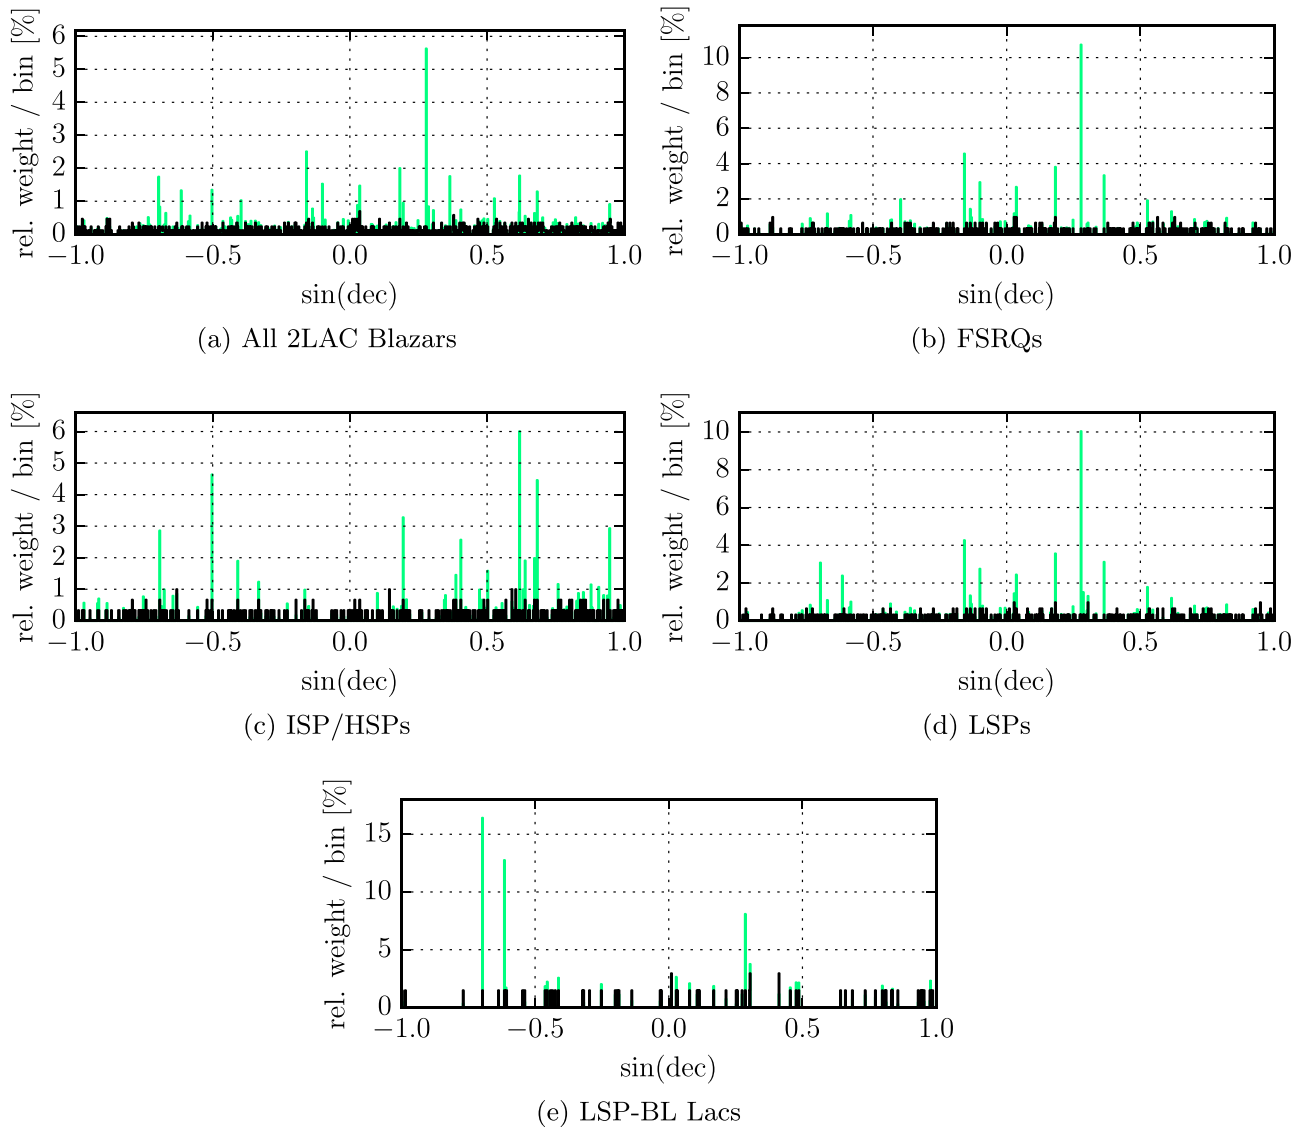 rel. weight / bin [%]
6
5
4
3
2
1
0
−1.0 −0.5 0.0 0.5 1.0
sin(dec)
(a) All 2LAC Blazars
rel. weight / bin [%]
10
8
6
4
2
0
−1.0 −0.5 0.0 0.5 1.0
sin(dec)
(b) FSRQs
rel. weight / bin [%]
6
5
4
3
2
1
0
−1.0 −0.5 0.0 0.5 1.0
sin(dec)
(c) ISP/HSPs
rel. weight / bin [%]
10
8
6
4
2
0
−1.0 −0.5 0.0 0.5 1.0
sin(dec)
(d) LSPs
rel. weight / bin [%]
15
10
5
0
−1.0 −0.5 0.0 0.5 1.0
sin(dec)
(e) LSP-BL Lacs